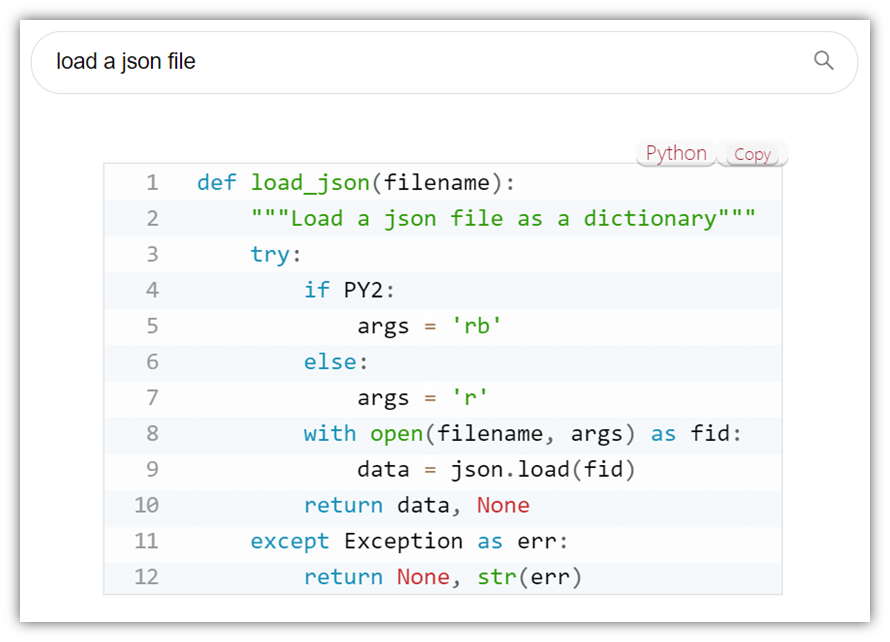 load a json file
Python Copy
1 def load_json(filename):
2     """Load a json file as a dictionary"""
3     try:
4         if PY2:
5             args = 'rb'
6         else:
7             args = 'r'
8         with open(filename, args) as fid:
9             data = json.load(fid)
10         return data, None
11     except Exception as err:
12         return None, str(err)